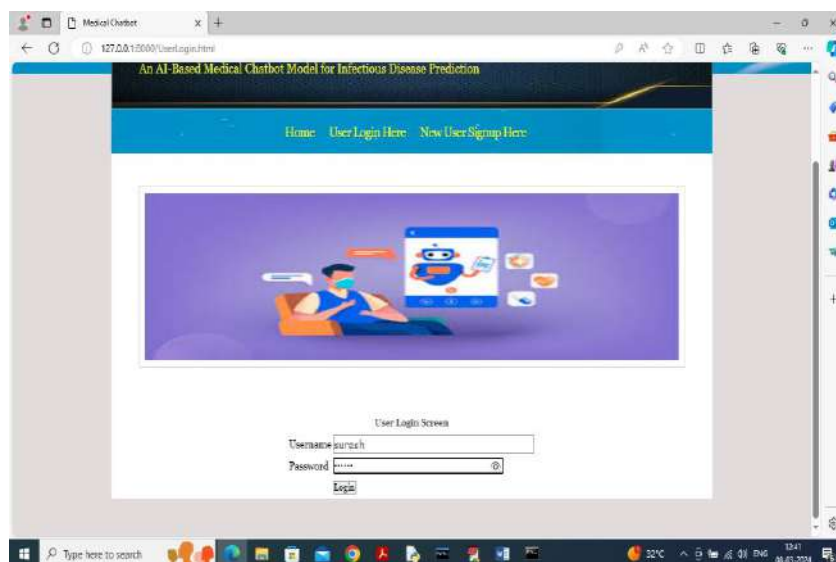 Medical Chatbot
127.0.0.1:8000/UserLogin.html
An AI-Based Medical Chatbot Model for Infectious Disease Prediction
Home User Login Here New User Signup Here
User Login Screen
Username suresh
Password ······
Login
Type here to search
32°C ENG 12:41